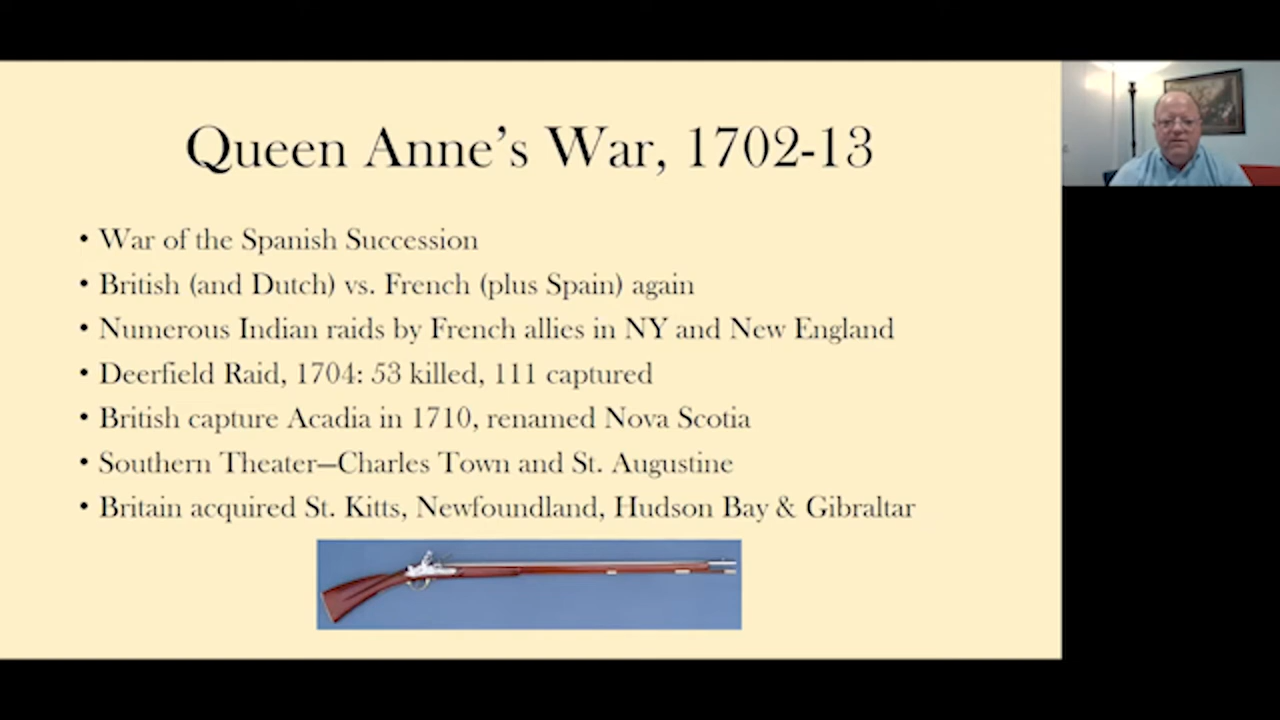 Queen Anne’s War, 1702-13
• War of the Spanish Succession
• British (and Dutch) vs. French (plus Spain) again
• Numerous Indian raids by French allies in NY and New England
• Deerfield Raid, 1704: 53 killed, 111 captured
• British capture Acadia in 1710, renamed Nova Scotia
• Southern Theater—Charles Town and St. Augustine
• Britain acquired St. Kitts, Newfoundland, Hudson Bay & Gibraltar